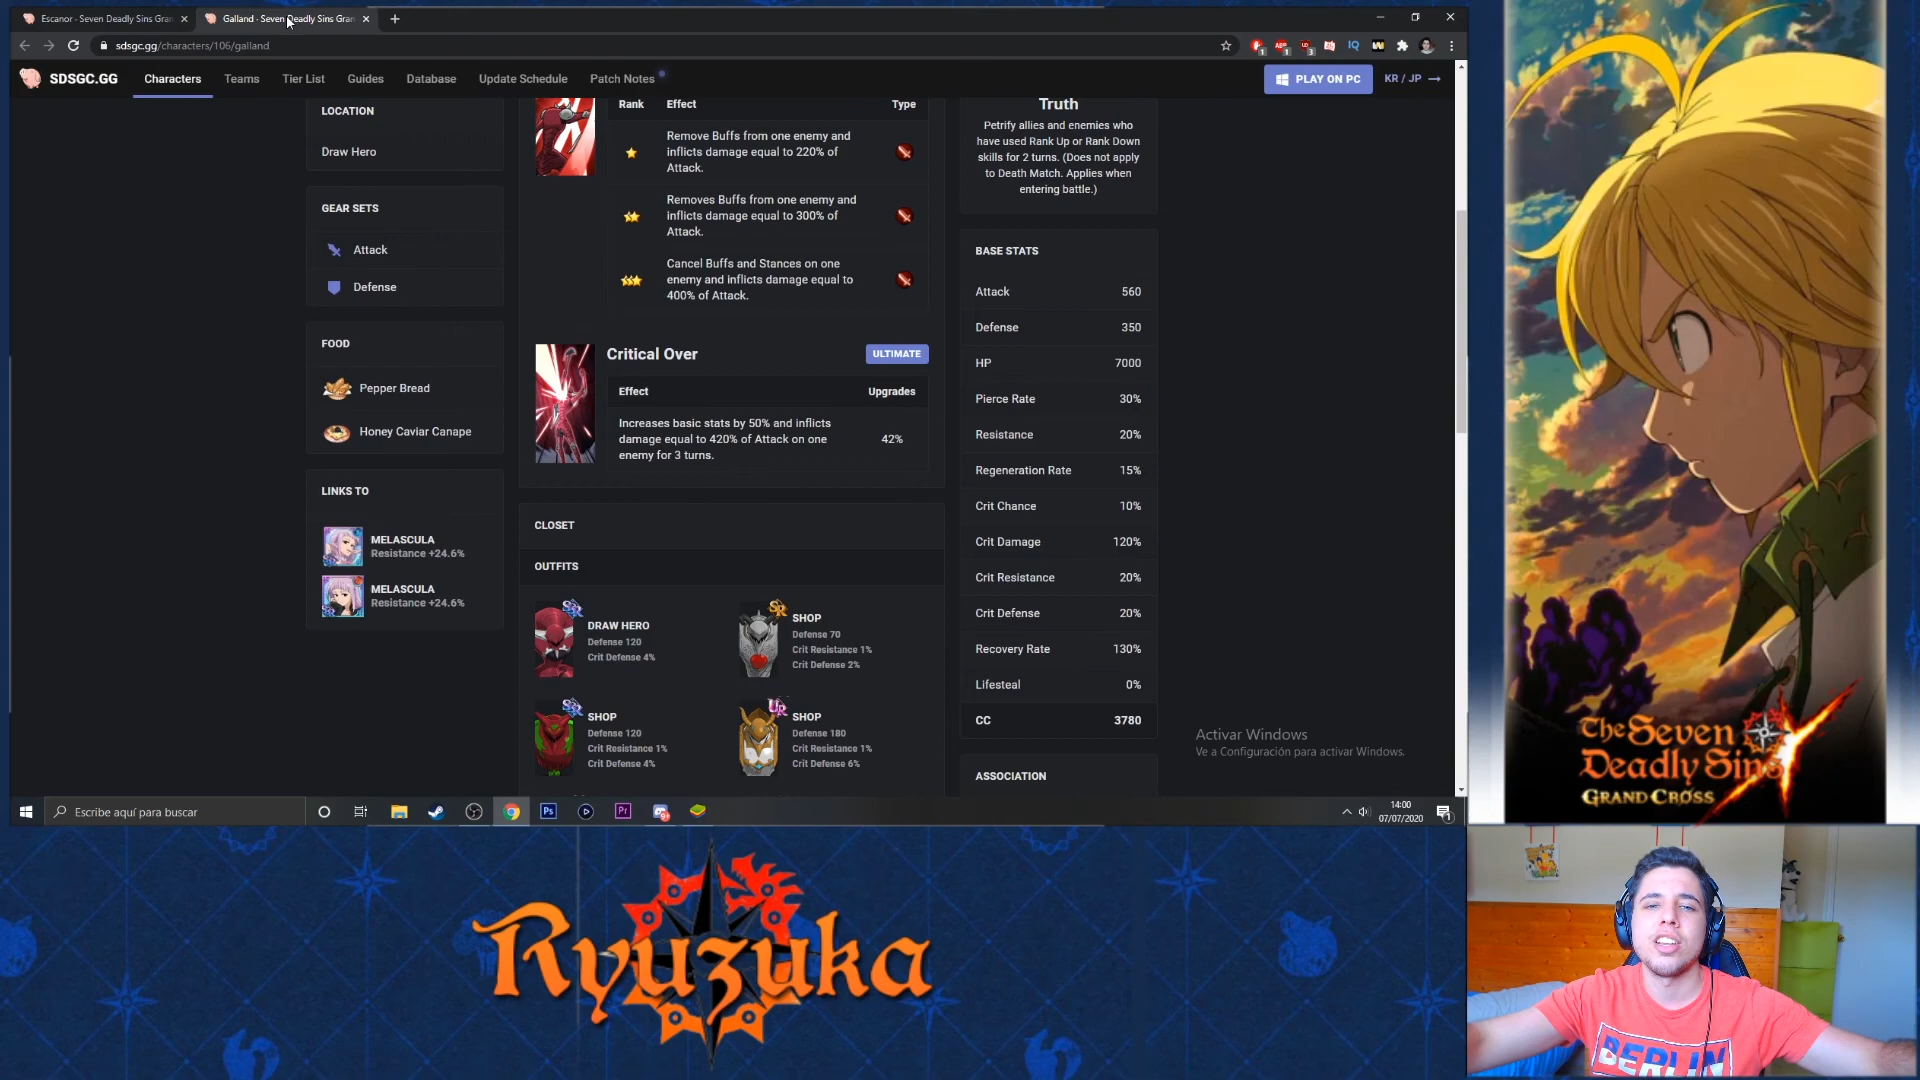 Escanor - Seven Deadly Sins Gran
Galland - Seven Deadly Sins Gran
sdsgc.gg/characters/106/galland
SDSGC.GG
Characters
Teams
Tier List
Guides
Database
Update Schedule
Patch Notes
PLAY ON PC
KR / JP →
LOCATION
Draw Hero
GEAR SETS
Attack
Defense
FOOD
Pepper Bread
Honey Caviar Canape
LINKS TO
MELASCULA
Resistance +24.6%
MELASCULA
Resistance +24.6%
Rank Effect Type
Remove Buffs from one enemy and
inflicts damage equal to 220% of
Attack.
Removes Buffs from one enemy and
inflicts damage equal to 300% of
Attack.
Cancel Buffs and Stances on one
enemy and inflicts damage equal to
400% of Attack.
Critical Over
ULTIMATE
Effect Upgrades
Increases basic stats by 50% and inflicts
damage equal to 420% of Attack on one
enemy for 3 turns.
42%
CLOSET
OUTFITS
SR
DRAW HERO
Defense 120
Crit Defense 4%
SR
SHOP
Defense 70
Crit Resistance 1%
Crit Defense 2%
SR
SHOP
Defense 120
Crit Resistance 1%
Crit Defense 4%
UR
SHOP
Defense 180
Crit Resistance 1%
Crit Defense 6%
Truth
Petrify allies and enemies who
have used Rank Up or Rank Down
skills for 2 turns. (Does not apply
to Death Match. Applies when
entering battle.)
BASE STATS
Attack 560
Defense 350
HP 7000
Pierce Rate 30%
Resistance 20%
Regeneration Rate 15%
Crit Chance 10%
Crit Damage 120%
Crit Resistance 20%
Crit Defense 20%
Recovery Rate 130%
Lifesteal 0%
CC 3780
ASSOCIATION
Activar Windows
Ve a Configuración para activar Windows.
Escribe aquí para buscar
Ps
Pr
14:00
07/07/2020
The Seven
Deadly Sins
GRAND CROSS
Ryuzuka
BERLIN